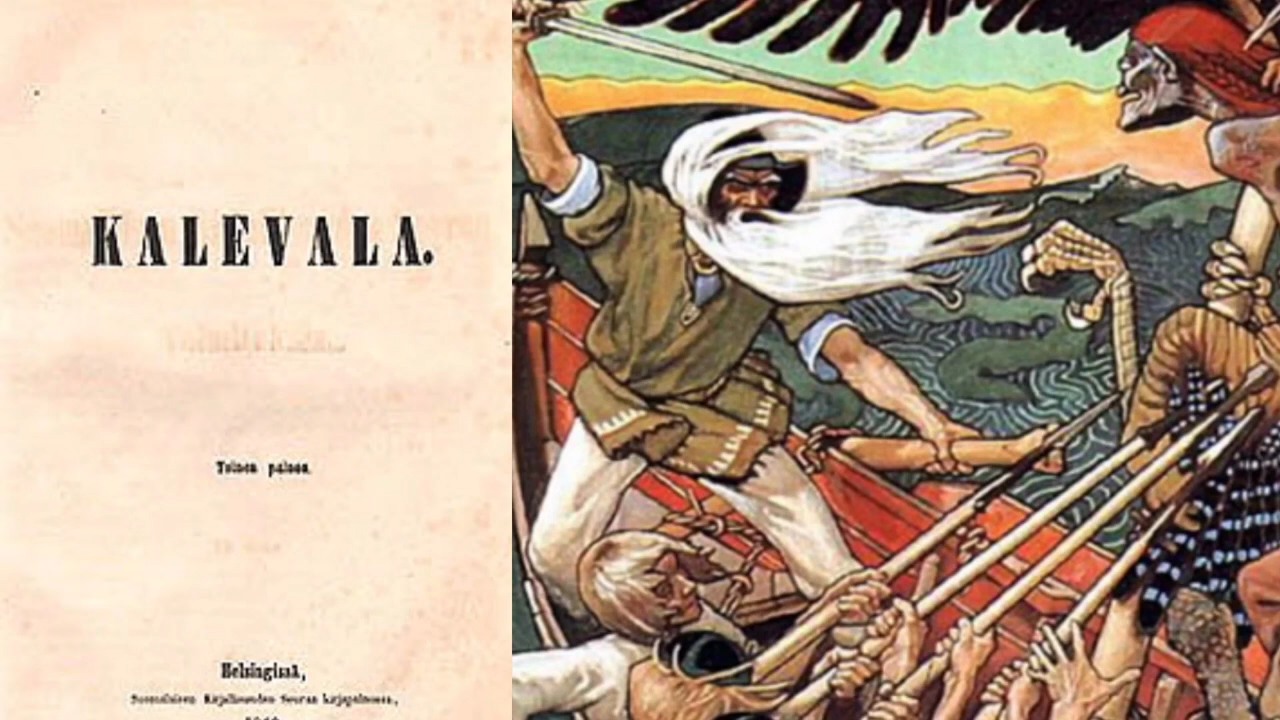 KALEVALA.
Toinen painos.
Helsingissä,
Suomalaisen Kirjallisuuden Seuran kirjapainossa,